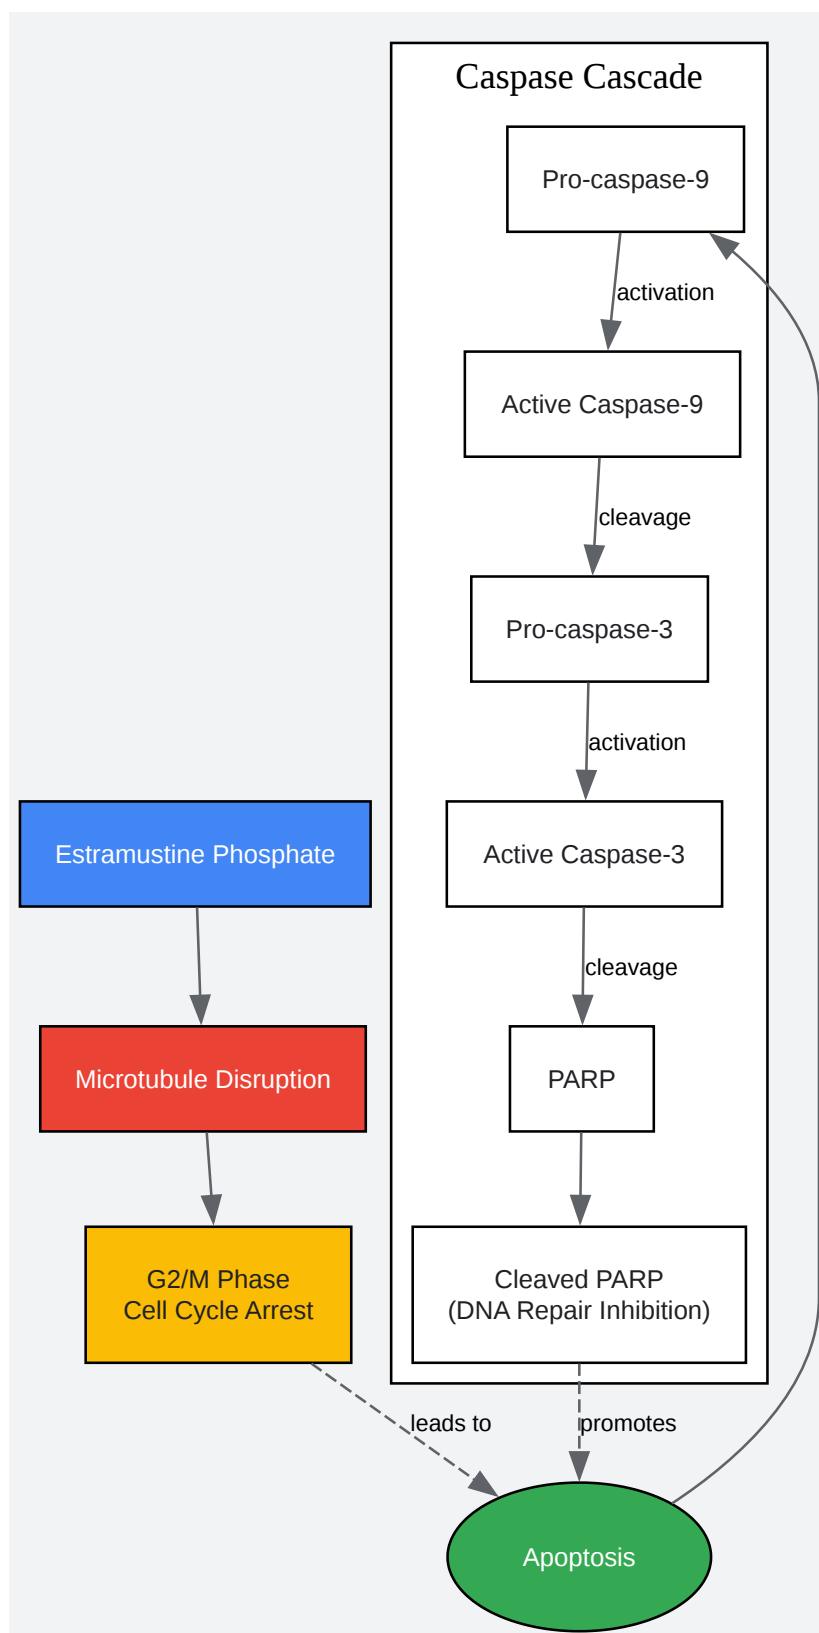 Caspase Cascade
Pro-caspase-9
activation
Active Caspase-9
cleavage
Pro-caspase-3
activation
Estramustine Phosphate
Active Caspase-3
cleavage
Microtubule Disruption
PARP
G2/M Phase
Cell Cycle Arrest
Cleaved PARP
(DNA Repair Inhibition)
leads to
promotes
Apoptosis